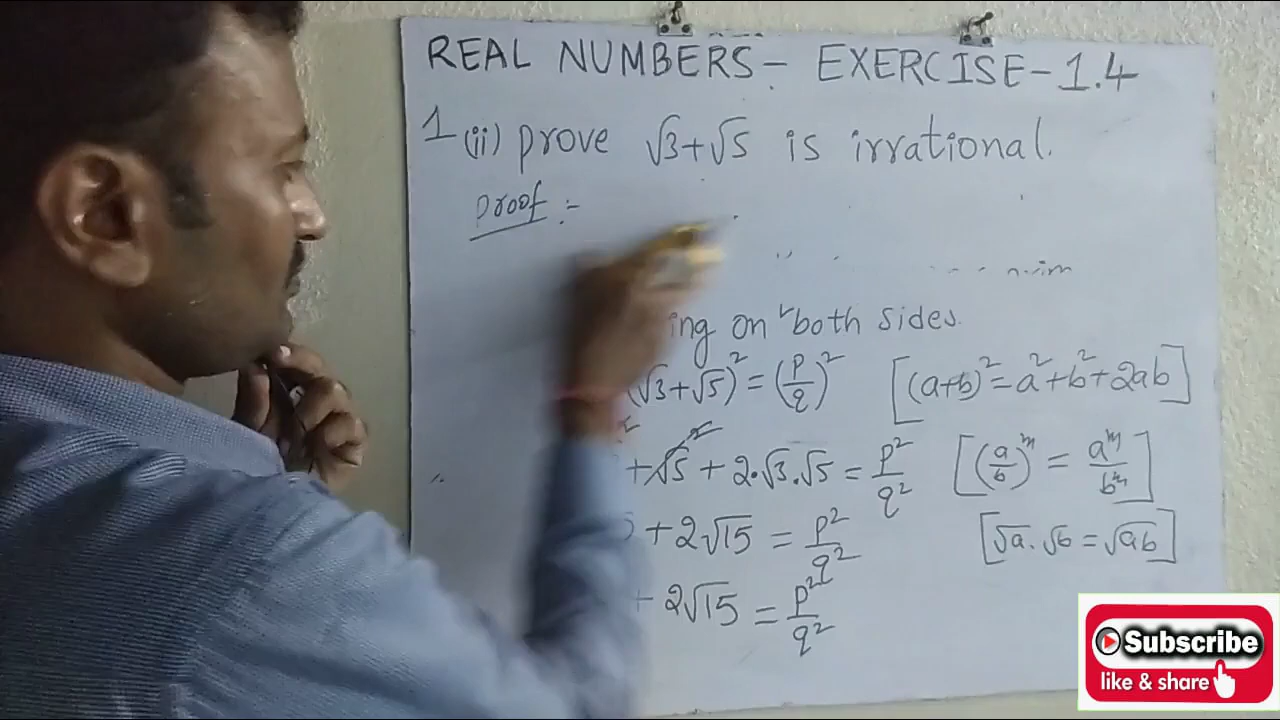 REAL NUMBERS - EXERCISE-1.4
1 (ii) prove √3+√5 is irrational.
proof :-
ing on both sides.
(√3+√5)² = (p/q)² [(a+b)² = a²+b²+2ab]
+ √5² + 2.√3.√5 = p²/q² [(a/b)ᵐ = aᵐ/bᵐ]
+ 2√15 = p²/q² [√a.√b = √ab]
+ 2√15 = p²/q²
Subscribe
like & share